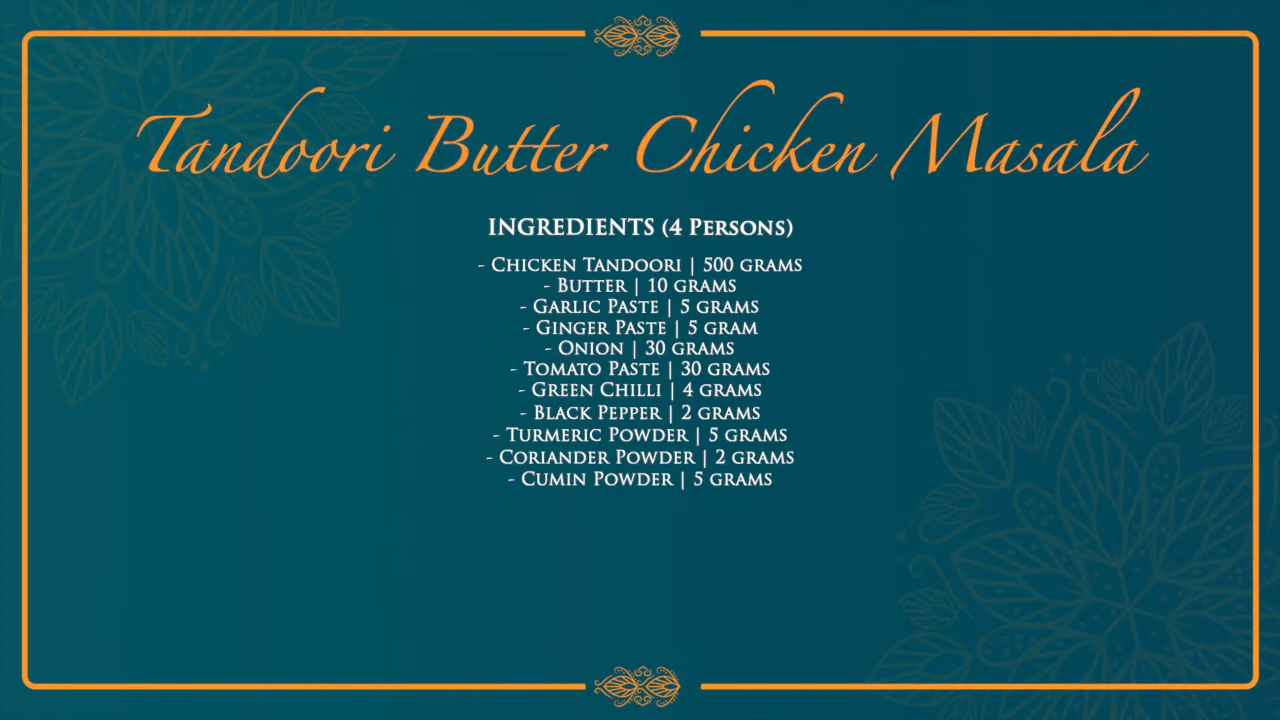 Tandoori Butter Chicken Masala
INGREDIENTS (4 Persons)
- Chicken Tandoori | 500 grams
- Butter | 10 grams
- Garlic Paste | 5 grams
- Ginger Paste | 5 gram
- Onion | 30 grams
- Tomato Paste | 30 grams
- Green Chilli | 4 grams
- Black Pepper | 2 grams
- Turmeric Powder | 5 grams
- Coriander Powder | 2 grams
- Cumin Powder | 5 grams